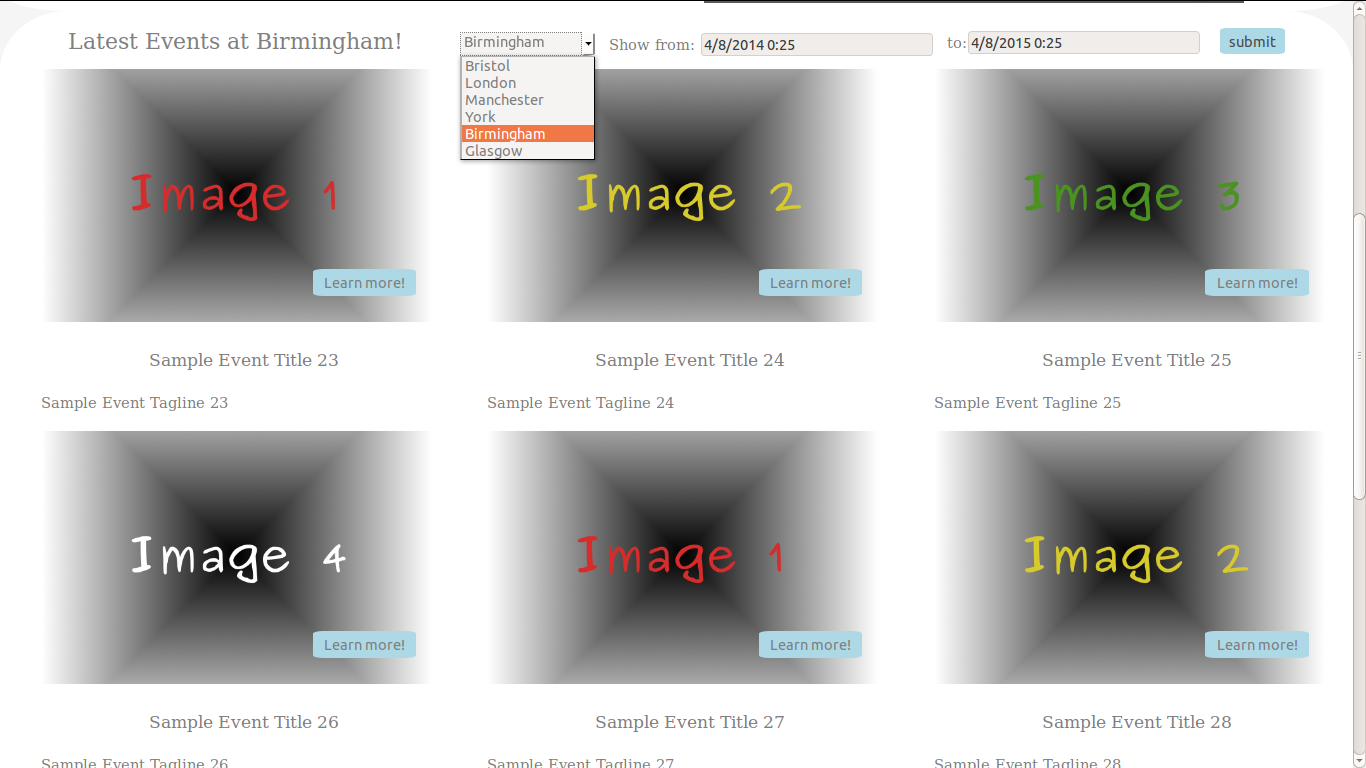 Latest Events at Birmingham!
Birmingham
Show from: 4/8/2014 0:25
to: 4/8/2015 0:25
submit
Bristol
London
Manchester
York
Birmingham
Glasgow
Image 1
Learn more!
Image 2
Learn more!
Image 3
Learn more!
Sample Event Title 23
Sample Event Title 24
Sample Event Title 25
Sample Event Tagline 23
Sample Event Tagline 24
Sample Event Tagline 25
Image 4
Learn more!
Image 1
Learn more!
Image 2
Learn more!
Sample Event Title 26
Sample Event Title 27
Sample Event Title 28
Sample Event Tagline 26
Sample Event Tagline 27
Sample Event Tagline 28